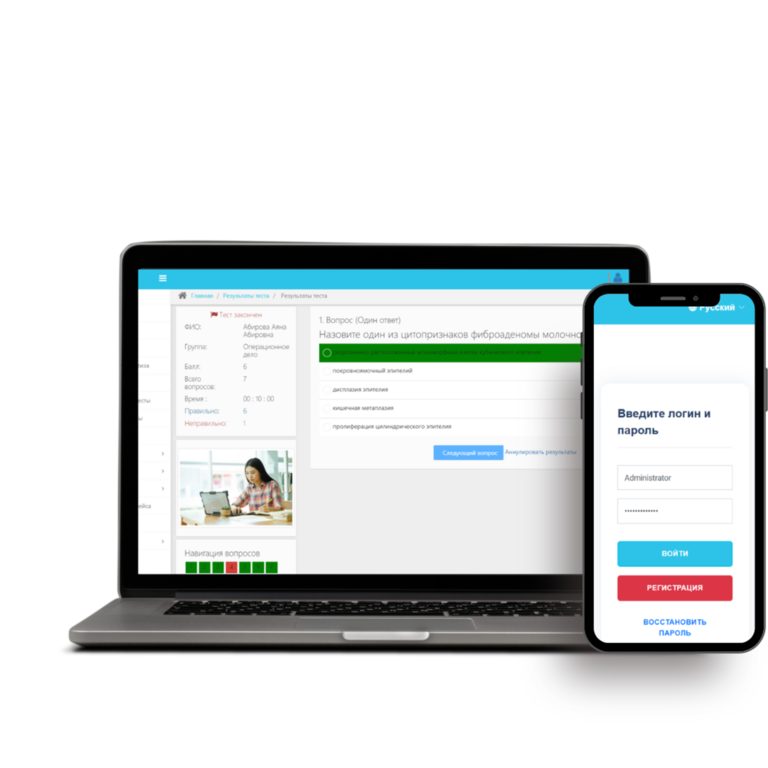 Главная / Результаты теста / Результаты теста
Тест закончен
ФИО: Абирова Аяна
Абировна
Группа: Операционное
дело
Балл: 6
Всего 7
вопросов:
Время : 00 : 10 : 00
Правильно: 6
Неправильно: 1
Навигация вопросов
1. Вопрос (Один ответ)
Назовите один из цитопризнаков фиброаденомы молочно
покровноямочный эпителий
дисплазия эпителия
кишечная метаплазия
пролиферация цилиндрического эпителия
Следующий вопрос Аннулировать результаты
Русский
Введите логин и
пароль
Administrator
ВОЙТИ
РЕГИСТРАЦИЯ
ВОССТАНОВИТЬ
ПАРОЛЬ